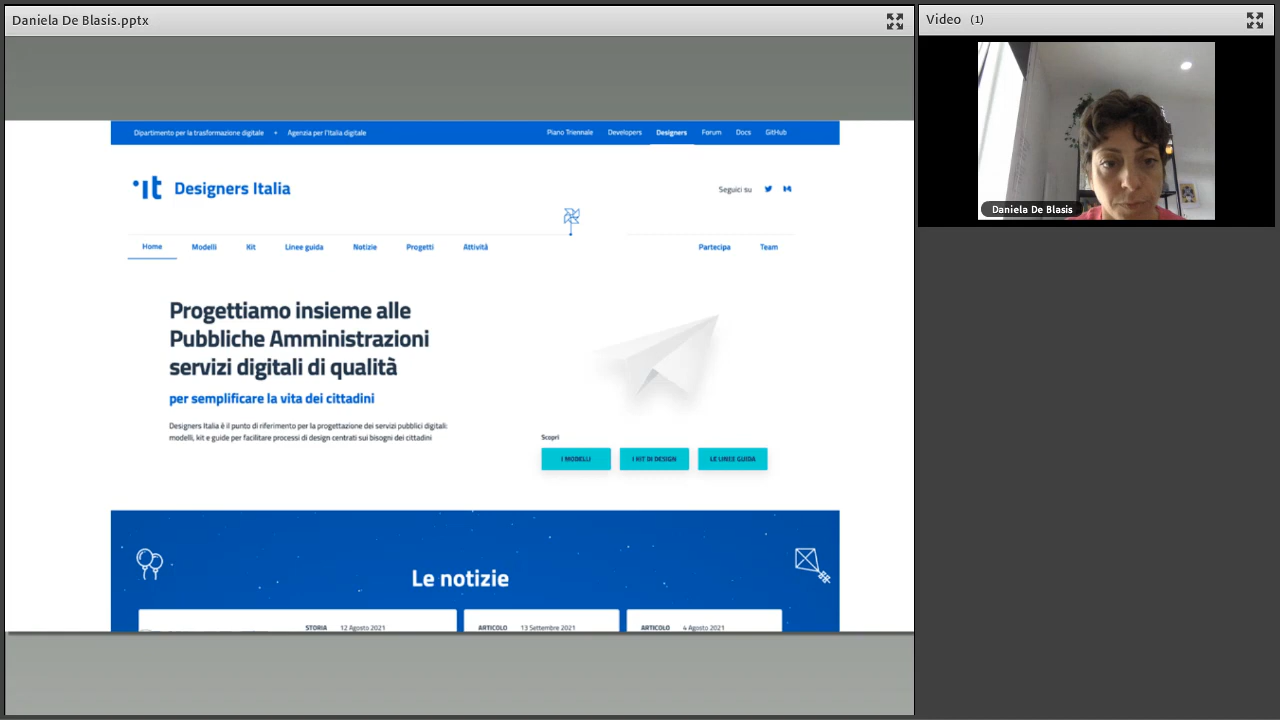 Daniela De Blasis.pptx
Video (1)
Daniela De Blasis
Dipartimento per la trasformazione digitale • Agenzia per l'Italia digitale
Piano Triennale Developers Designers Forum Docs GitHub
it Designers Italia
Seguici su
Home Modelli Kit Linee guida Notizie Progetti Attività Partecipa Team
Progettiamo insieme alle
Pubbliche Amministrazioni
servizi digitali di qualità
per semplificare la vita dei cittadini
Designers Italia è il punto di riferimento per la progettazione dei servizi pubblici digitali:
modelli, kit e guide per facilitare processi di design centrati sui bisogni dei cittadini
Scopri
I MODELLI I KIT DI DESIGN LE LINEE GUIDA
Le notizie
STORIA 12 Agosto 2021 ARTICOLO 13 Settembre 2021 ARTICOLO 4 Agosto 2021